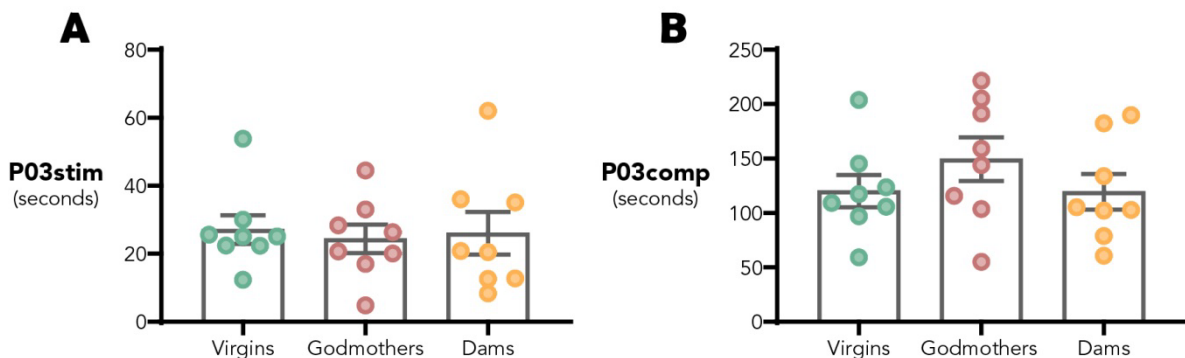 A
P03stim
(seconds)
80
60
40
20
0
Virgins
Godmothers
Dams
B
P03comp
(seconds)
250
200
150
100
50
0
Virgins
Godmothers
Dams